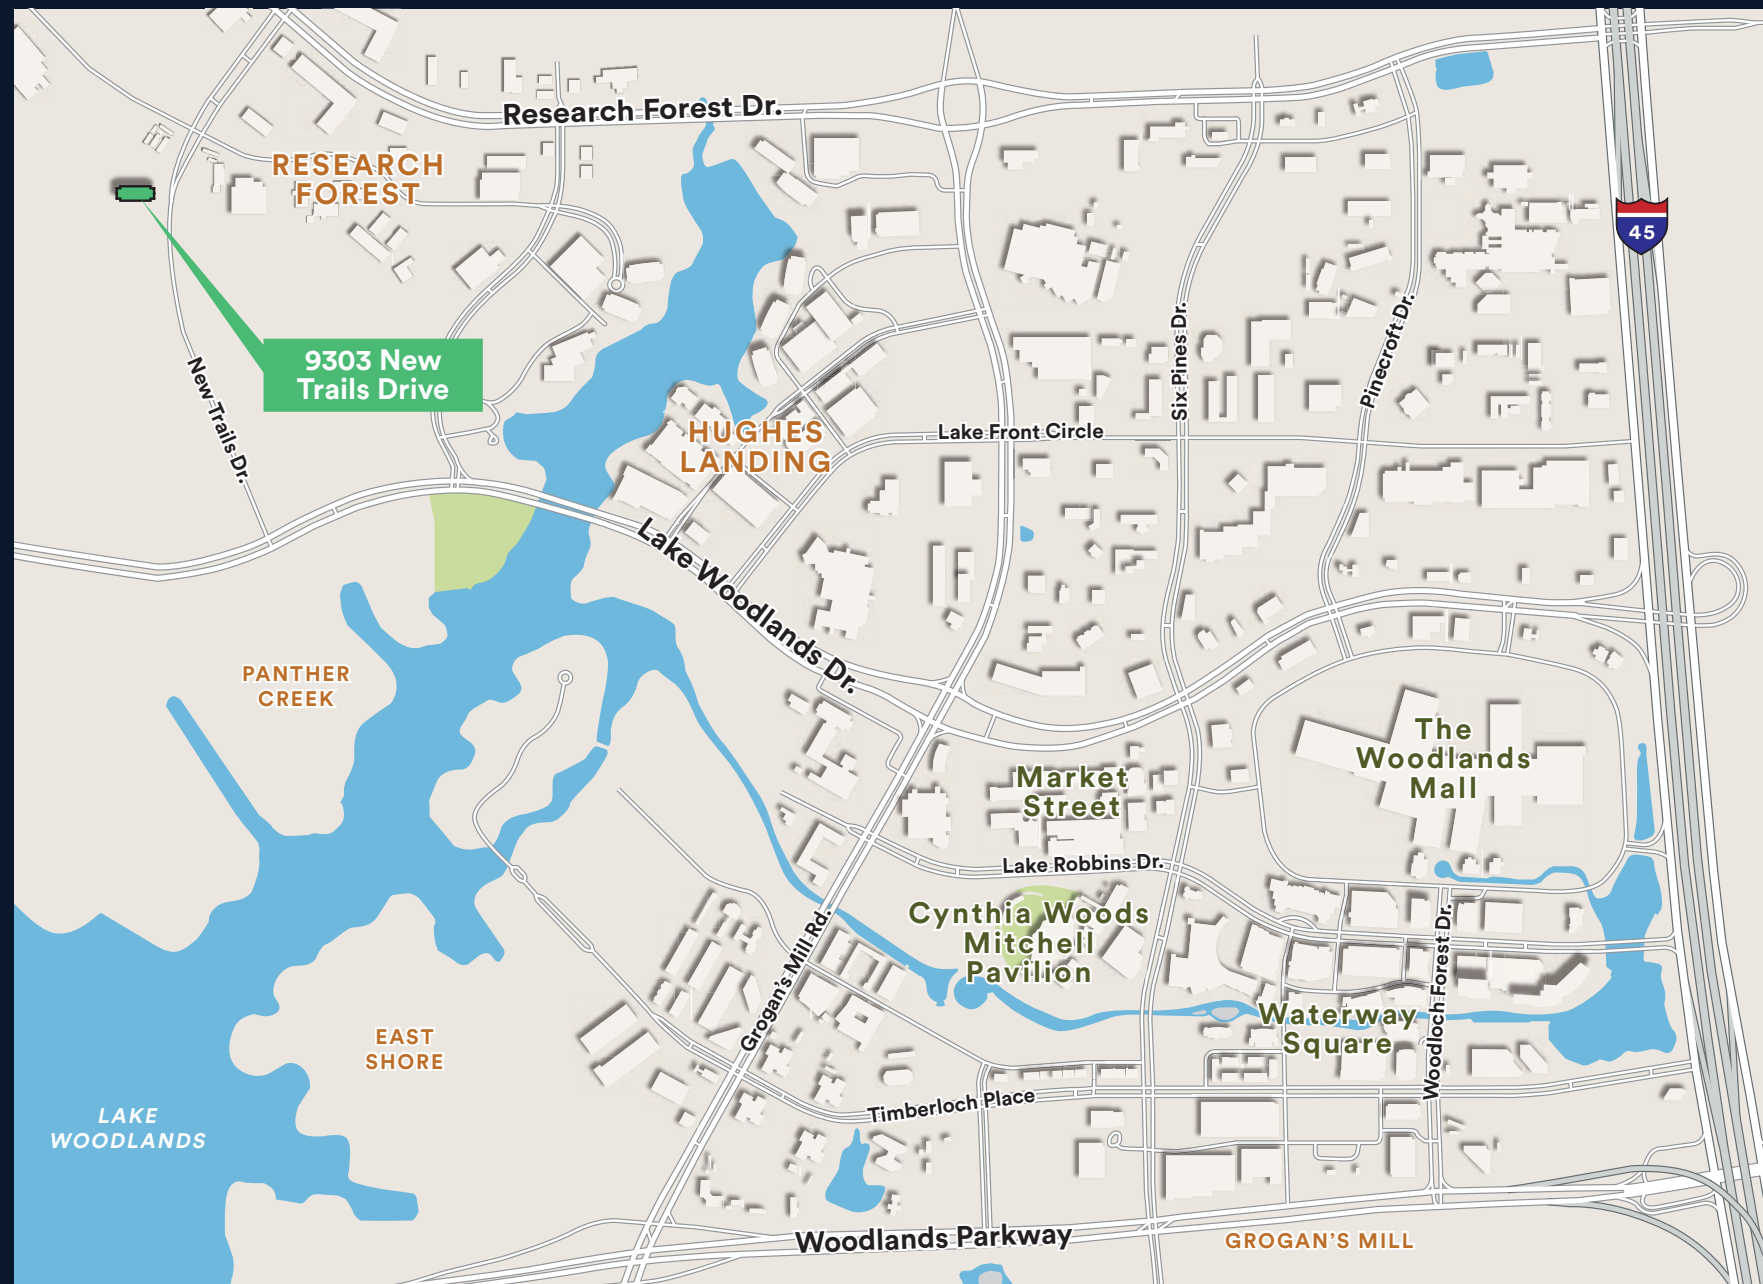 Research Forest Dr.
RESEARCH
FOREST
45
9303 New
Trails Drive
New Trails Dr.
Six Pines Dr.
Pinecroft Dr.
HUGHES
LANDING
Lake Front Circle
Lake Woodlands Dr.
PANTHER
CREEK
The
Woodlands
Mall
Market
Street
Lake Robbins Dr.
Cynthia Woods
Mitchell
Pavilion
Grogan's Mill Rd.
Woodloch Forest Dr.
Waterway
Square
EAST
SHORE
LAKE
WOODLANDS
Timberloch Place
Woodlands Parkway
GROGAN'S MILL